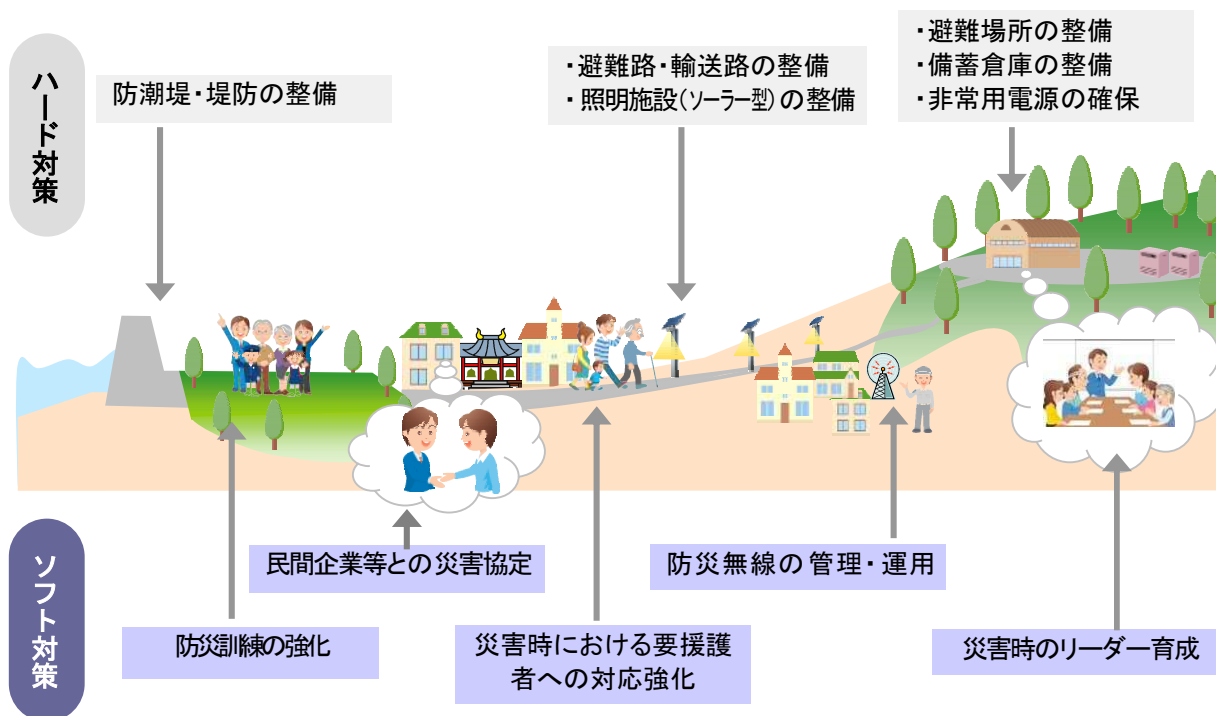 ハード対策
防潮堤・堤防の整備
・避難路・輸送路の整備
・照明施設(ソーラー型)の整備
・避難場所の整備
・備蓄倉庫の整備
・非常用電源の確保
ソフト対策
民間企業等との災害協定
防災無線の管理・運用
防災訓練の強化
災害時における要援護
者への対応強化
災害時のリーダー育成